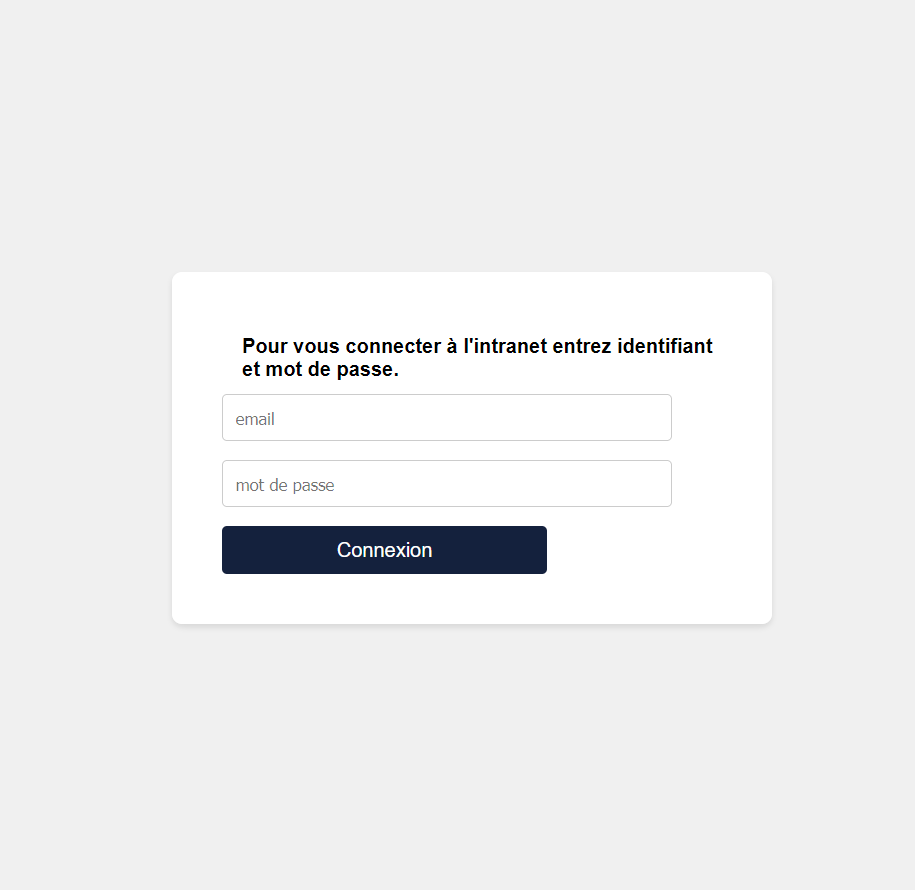 Pour vous connecter à l'intranet entrez identifiant
et mot de passe.
email
mot de passe
Connexion